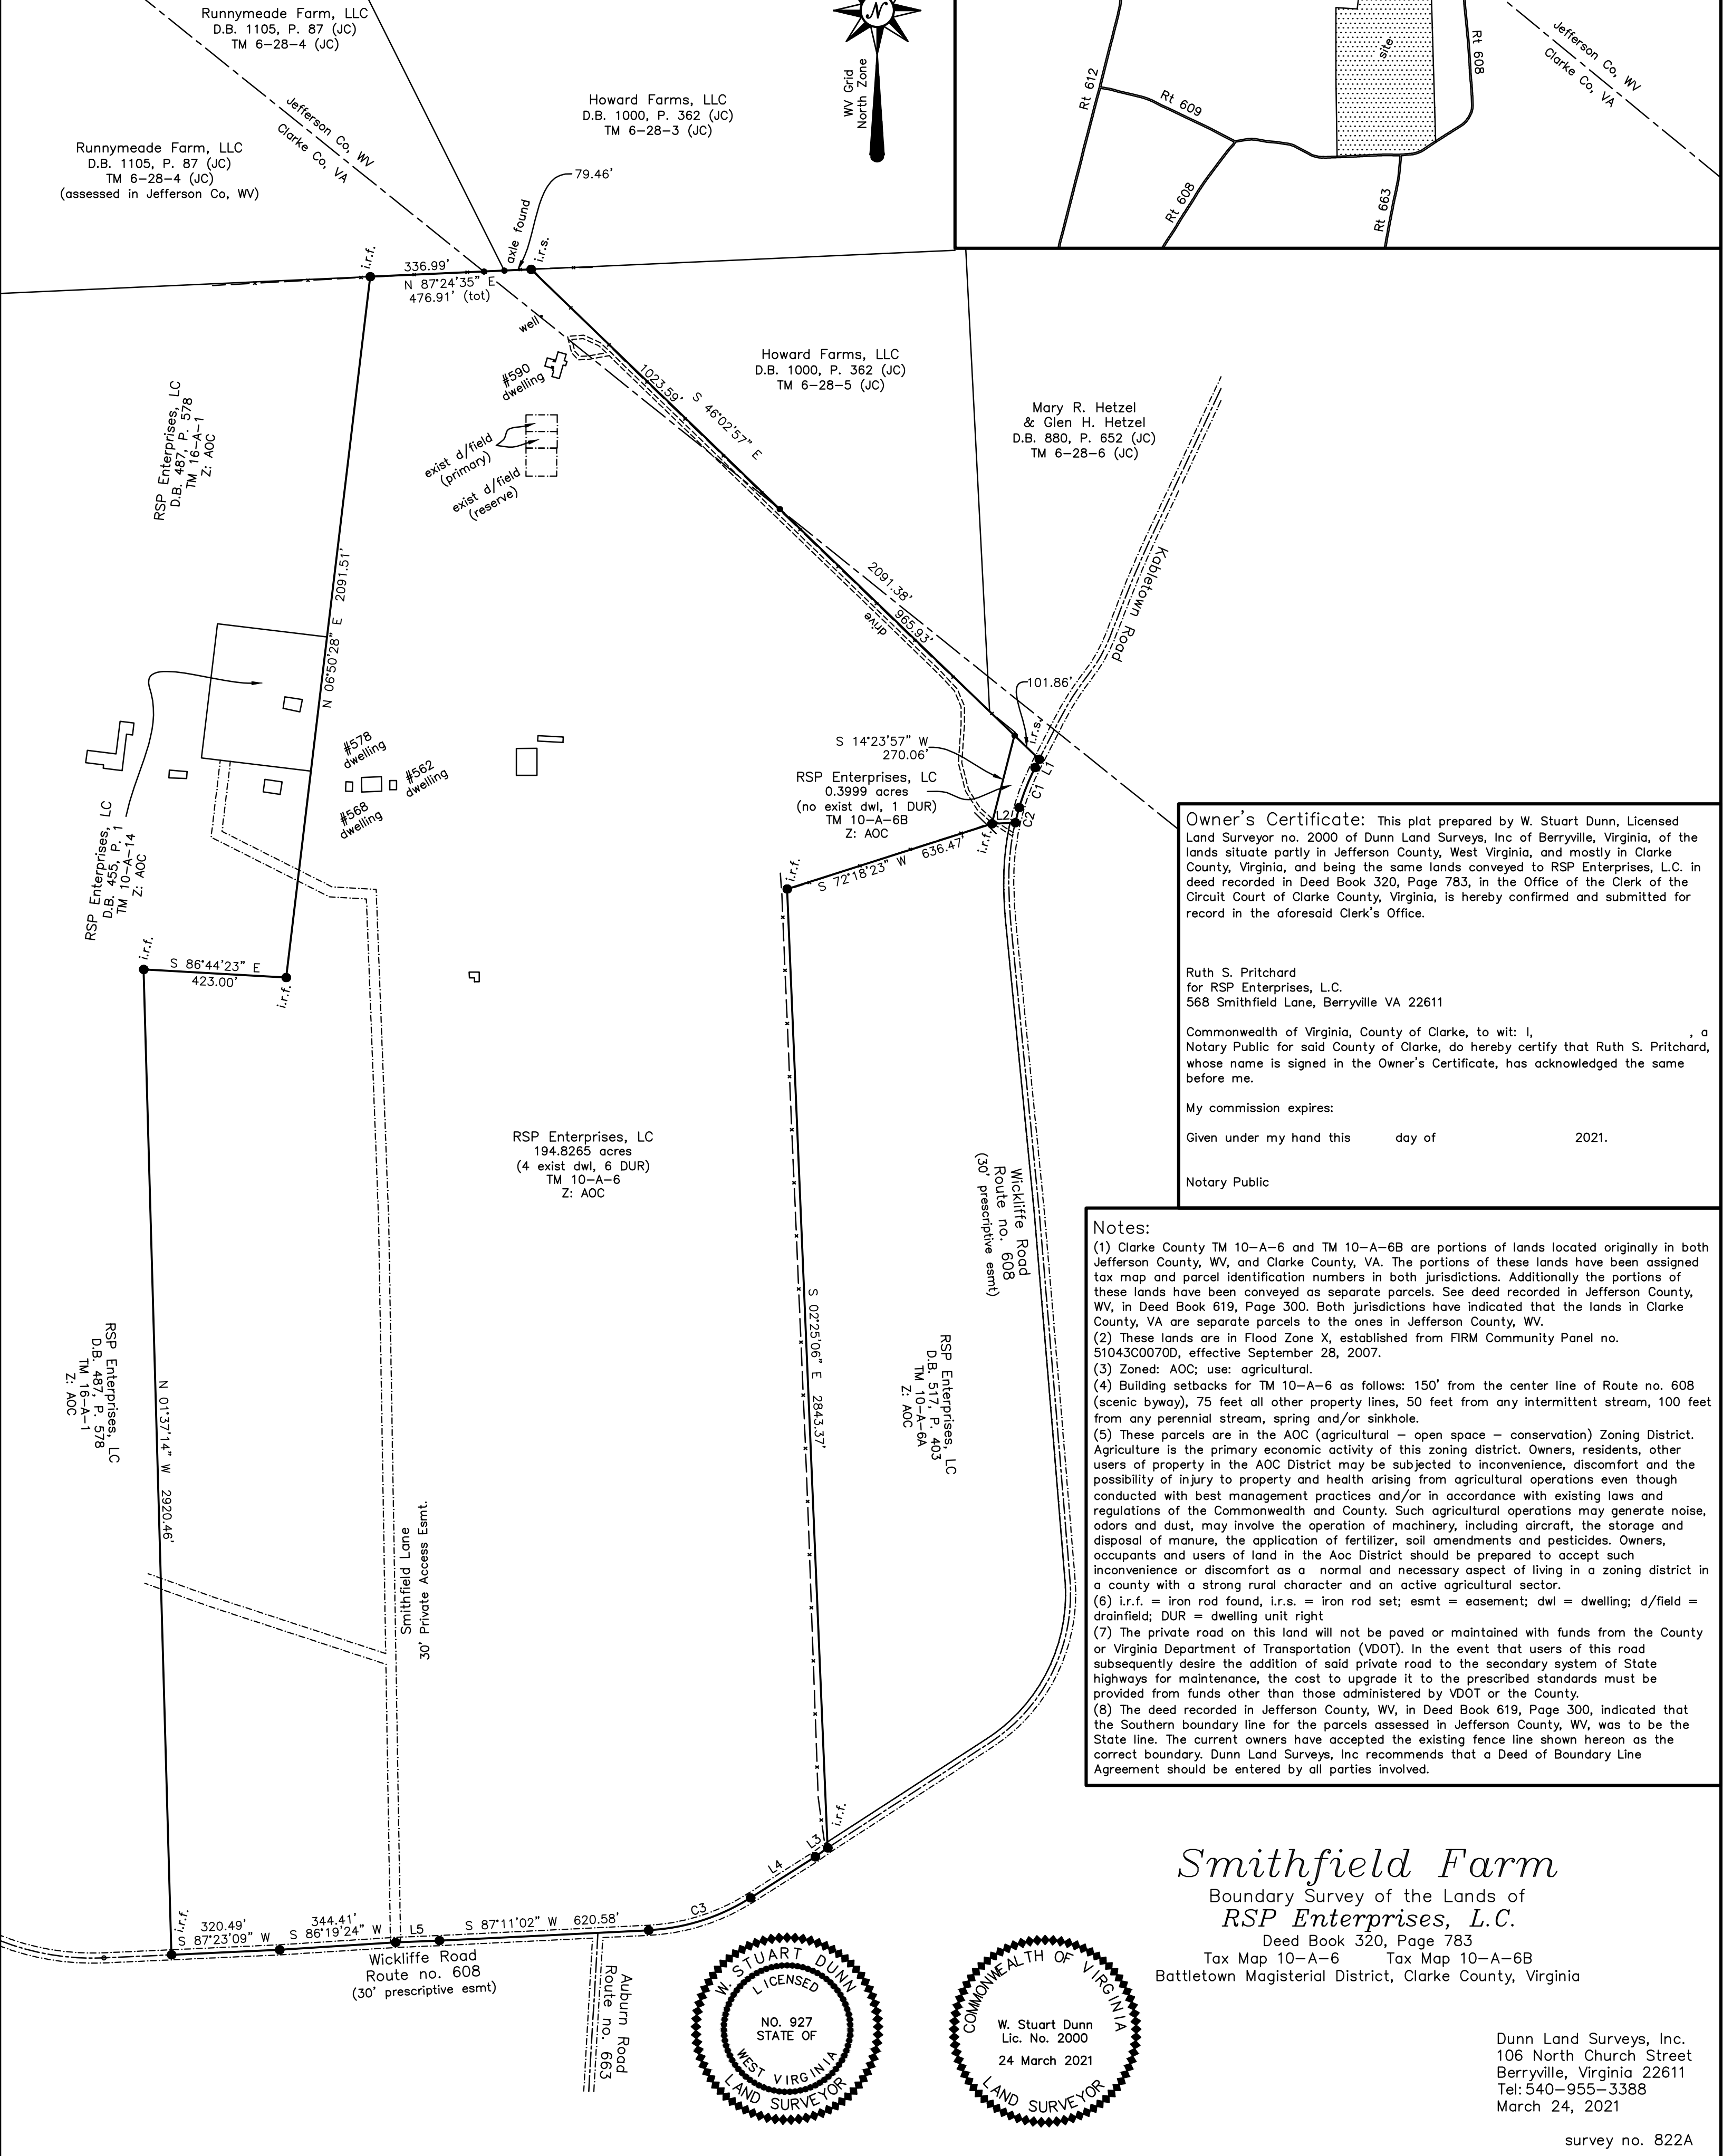 Runnymeade Farm, LLC
D.B. 1105, P. 87 (JC)
TM 6-28-4 (JC)
Jefferson Co, WV
Clarke Co, VA
Runnymeade Farm, LLC
D.B. 1105, P. 87 (JC)
TM 6-28-4 (JC)
(assessed in Jefferson Co, WV)
Howard Farms, LLC
D.B. 1000, P. 362 (JC)
TM 6-28-3 (JC)
N
WV Grid
North Zone
Rt 612
Rt 609
Rt 608
Rt 663
Rt 608
site
Jefferson Co, WV
Clarke Co, VA
79.46'
axle found
i.r.s.
i.r.f.
336.99'
N 87°24'35" E
476.91' (tot)
well
#590
dwelling
exist d/field
(primary)
exist d/field
(reserve)
1023.59'
S 46°02'57" E
Howard Farms, LLC
D.B. 1000, P. 362 (JC)
TM 6-28-5 (JC)
Mary R. Hetzel
& Glen H. Hetzel
D.B. 880, P. 652 (JC)
TM 6-28-6 (JC)
Kabletown Road
RSP Enterprises, LC
D.B. 487, P. 578
TM 16-A-1
Z: AOC
N 06°50'28" E 2091.51'
2091.38'
965.93'
drive
101.86'
i.r.s.
L1
C1
C2
L2
S 14°23'57" W
270.06'
RSP Enterprises, LC
0.3999 acres
(no exist dwl, 1 DUR)
TM 10-A-6B
Z: AOC
i.r.f.
S 72°18'23" W 636.47'
i.r.f.
#578
dwelling
#562
dwelling
#568
dwelling
RSP Enterprises, LC
D.B. 455, P. 1
TM 10-A-14
Z: AOC
i.r.f.
S 86°44'23" E
423.00'
i.r.f.
RSP Enterprises, LC
194.8265 acres
(4 exist dwl, 6 DUR)
TM 10-A-6
Z: AOC
Wickliffe Road
Route no. 608
(30' prescriptive esmt)
S 02°25'06" E 2843.37'
RSP Enterprises, LC
D.B. 517, P. 403
TM 10-A-6A
Z: AOC
RSP Enterprises, LC
D.B. 487, P. 578
TM 16-A-1
Z: AOC
N 01°37'14" W 2920.46'
Smithfield Lane
30' Private Access Esmt.
i.r.f.
L3
L4
C3
i.r.f.
320.49'
S 87°23'09" W
344.41'
S 86°19'24" W
L5
S 87°11'02" W 620.58'
Wickliffe Road
Route no. 608
(30' prescriptive esmt)
Auburn Road
Route no. 663
Owner's Certificate: This plat prepared by W. Stuart Dunn, Licensed
Land Surveyor no. 2000 of Dunn Land Surveys, Inc of Berryville, Virginia, of the
lands situate partly in Jefferson County, West Virginia, and mostly in Clarke
County, Virginia, and being the same lands conveyed to RSP Enterprises, L.C. in
deed recorded in Deed Book 320, Page 783, in the Office of the Clerk of the
Circuit Court of Clarke County, Virginia, is hereby confirmed and submitted for
record in the aforesaid Clerk's Office.
Ruth S. Pritchard
for RSP Enterprises, L.C.
568 Smithfield Lane, Berryville VA 22611
Commonwealth of Virginia, County of Clarke, to wit: I, , a
Notary Public for said County of Clarke, do hereby certify that Ruth S. Pritchard,
whose name is signed in the Owner's Certificate, has acknowledged the same
before me.
My commission expires:
Given under my hand this day of 2021.
Notary Public
Notes:
(1) Clarke County TM 10-A-6 and TM 10-A-6B are portions of lands located originally in both
Jefferson County, WV, and Clarke County, VA. The portions of these lands have been assigned
tax map and parcel identification numbers in both jurisdictions. Additionally the portions of
these lands have been conveyed as separate parcels. See deed recorded in Jefferson County,
WV, in Deed Book 619, Page 300. Both jurisdictions have indicated that the lands in Clarke
County, VA are separate parcels to the ones in Jefferson County, WV.
(2) These lands are in Flood Zone X, established from FIRM Community Panel no.
51043C0070D, effective September 28, 2007.
(3) Zoned: AOC; use: agricultural.
(4) Building setbacks for TM 10-A-6 as follows: 150' from the center line of Route no. 608
(scenic byway), 75 feet all other property lines, 50 feet from any intermittent stream, 100 feet
from any perennial stream, spring and/or sinkhole.
(5) These parcels are in the AOC (agricultural – open space – conservation) Zoning District.
Agriculture is the primary economic activity of this zoning district. Owners, residents, other
users of property in the AOC District may be subjected to inconvenience, discomfort and the
possibility of injury to property and health arising from agricultural operations even though
conducted with best management practices and/or in accordance with existing laws and
regulations of the Commonwealth and County. Such agricultural operations may generate noise,
odors and dust, may involve the operation of machinery, including aircraft, the storage and
disposal of manure, the application of fertilizer, soil amendments and pesticides. Owners,
occupants and users of land in the Aoc District should be prepared to accept such
inconvenience or discomfort as a normal and necessary aspect of living in a zoning district in
a county with a strong rural character and an active agricultural sector.
(6) i.r.f. = iron rod found, i.r.s. = iron rod set; esmt = easement; dwl = dwelling; d/field =
drainfield; DUR = dwelling unit right
(7) The private road on this land will not be paved or maintained with funds from the County
or Virginia Department of Transportation (VDOT). In the event that users of this road
subsequently desire the addition of said private road to the secondary system of State
highways for maintenance, the cost to upgrade it to the prescribed standards must be
provided from funds other than those administered by VDOT or the County.
(8) The deed recorded in Jefferson County, WV, in Deed Book 619, Page 300, indicated that
the Southern boundary line for the parcels assessed in Jefferson County, WV, was to be the
State line. The current owners have accepted the existing fence line shown hereon as the
correct boundary. Dunn Land Surveys, Inc recommends that a Deed of Boundary Line
Agreement should be entered by all parties involved.
Smithfield Farm
Boundary Survey of the Lands of
RSP Enterprises, L.C.
Deed Book 320, Page 783
Tax Map 10-A-6 Tax Map 10-A-6B
Battletown Magisterial District, Clarke County, Virginia
W. STUART DUNN
LICENSED
NO. 927
STATE OF
WEST VIRGINIA
LAND SURVEYOR
COMMONWEALTH OF VIRGINIA
W. Stuart Dunn
Lic. No. 2000
24 March 2021
LAND SURVEYOR
Dunn Land Surveys, Inc.
106 North Church Street
Berryville, Virginia 22611
Tel: 540-955-3388
March 24, 2021
survey no. 822A